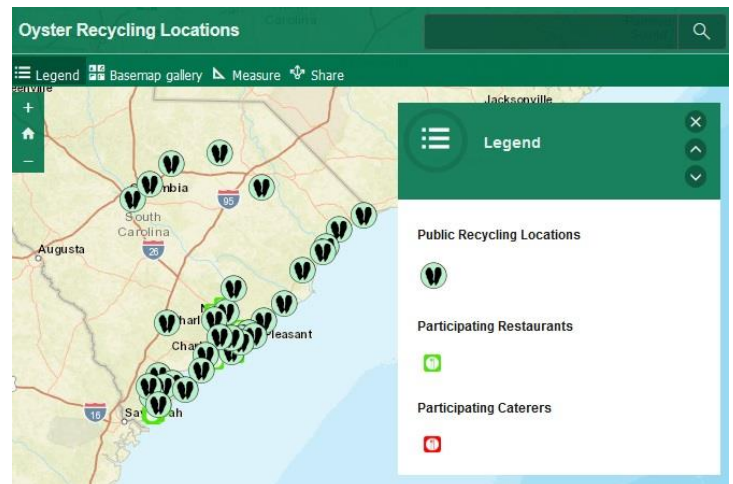 Oyster Recycling Locations
Legend Basemap gallery Measure Share
Jacksonville
+
Legend
−
mbia
95
South
Carolina
Public Recycling Locations
Augusta
26
Participating Restaurants
Pleasant
Participating Caterers
16